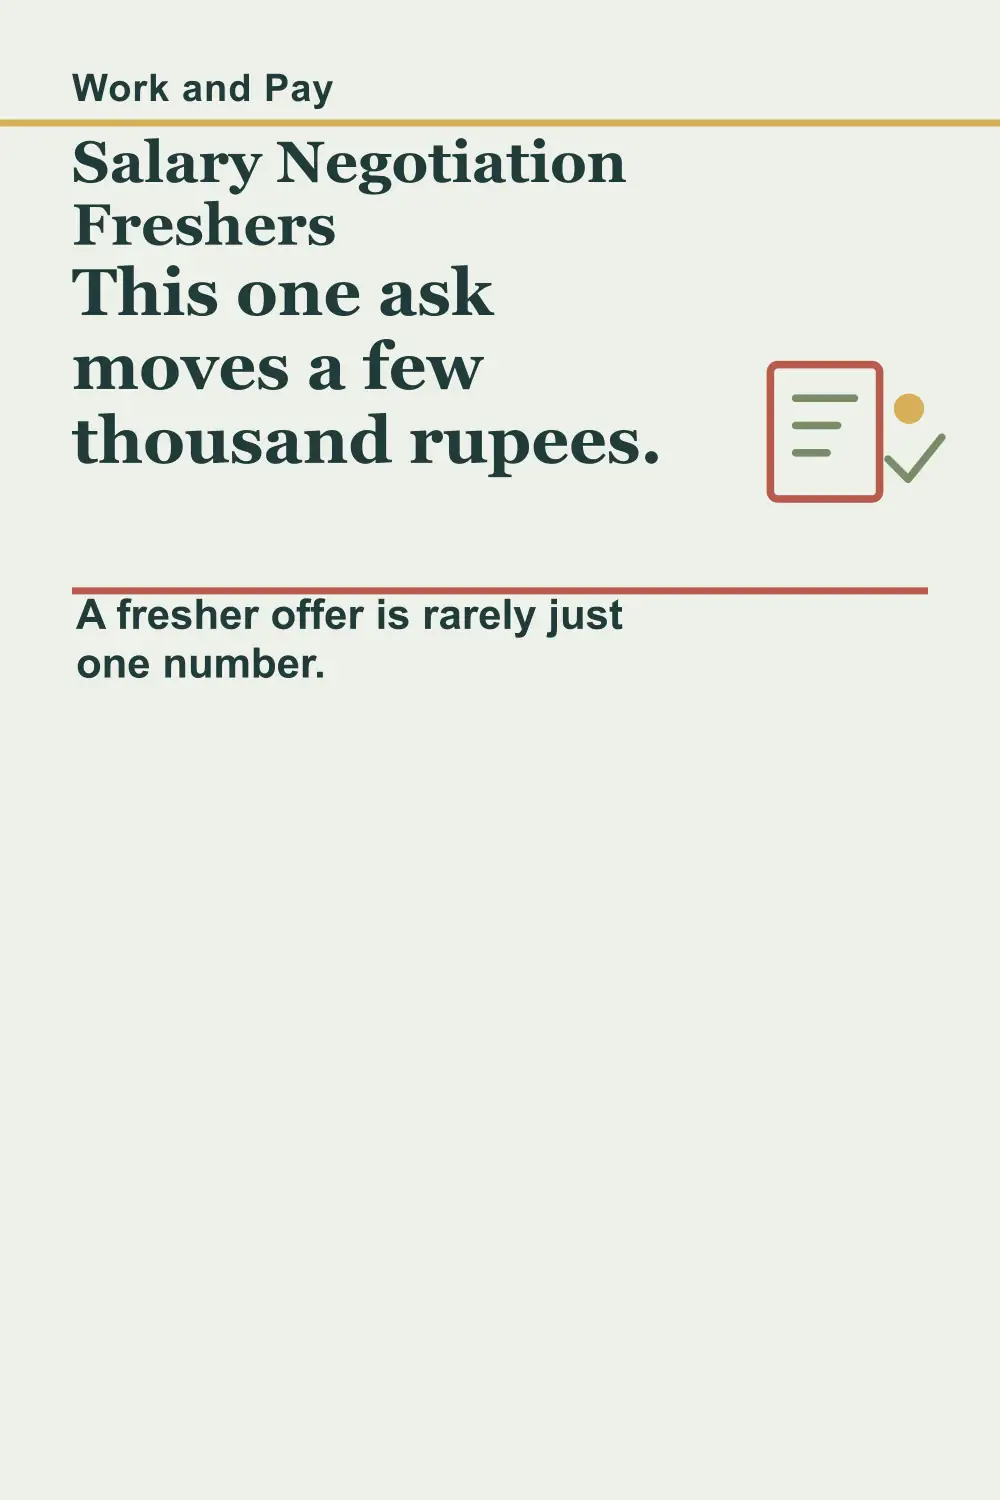 Work and Pay
Salary Negotiation
Freshers
This one ask
moves a few
thousand rupees.
A fresher offer is rarely just
one number.